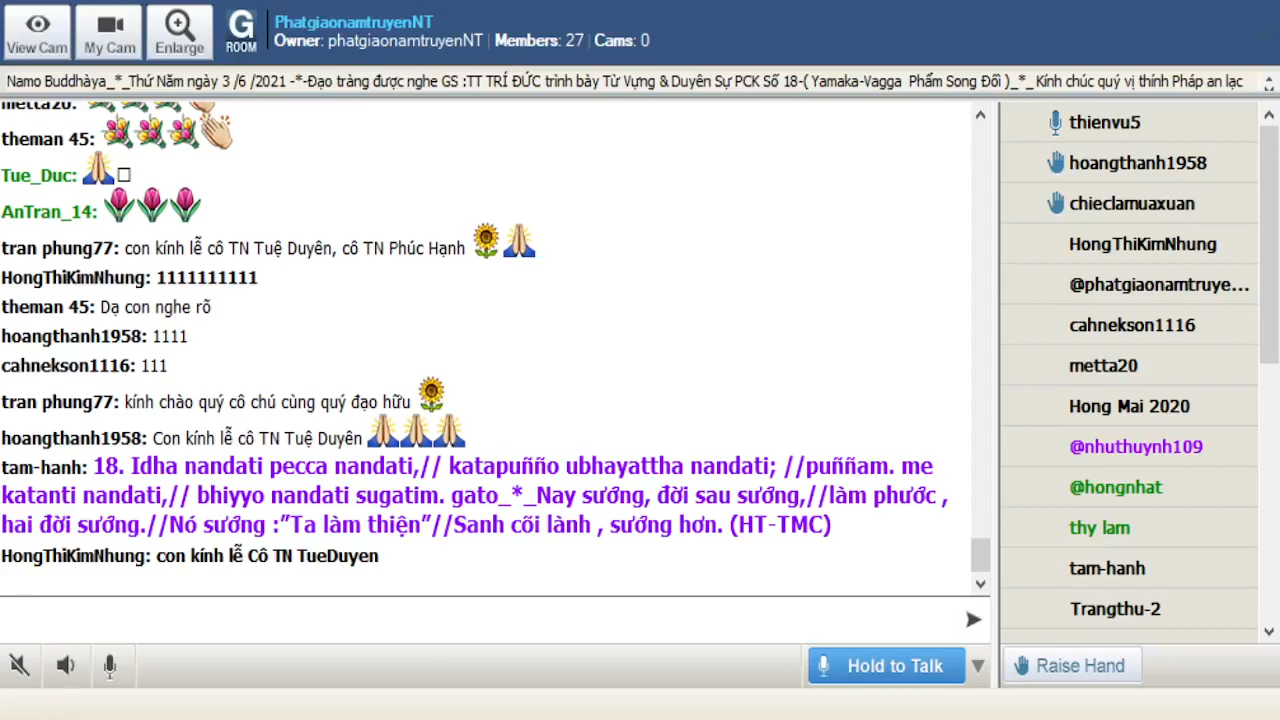 View Cam
My Cam
Enlarge
G
ROOM
PhatgiaonamtruyenNT
Owner: phatgiaonamtruyenNT | Members: 27 | Cams: 0
Namo Buddhàya_*_Thứ Năm ngày 3 /6 /2021 -*-Đạo tràng được nghe GS :TT TRÍ ĐỨC trình bày Từ Vựng & Duyên Sự PCK Số 18-( Yamaka-Vagga Phẩm Song Đối )_*_ Kính chúc quý vị thính Pháp an lạc
metta20:
theman 45:
Tue_Duc:
AnTran_14:
tran phung77: con kính lễ cô TN Tuệ Duyên, cô TN Phúc Hạnh
HongThiKimNhung: 1111111111
theman 45: Dạ con nghe rõ
hoangthanh1958: 1111
cahnekson1116: 111
tran phung77: kính chào quý cô chú cùng quý đạo hữu
hoangthanh1958: Con kính lễ cô TN Tuệ Duyên
tam-hanh: 18. Idha nandati pecca nandati,// katapuñño ubhayattha nandati; //puññam. me
katanti nandati,// bhiyyo nandati sugatim. gato_*_Nay sướng, đời sau sướng,//làm phước ,
hai đời sướng.//Nó sướng :”Ta làm thiện”//Sanh cõi lành , sướng hơn. (HT-TMC)
HongThiKimNhung: con kính lễ Cô TN TueDuyen
Hold to Talk
thienvu5
hoangthanh1958
chieclamuaxuan
HongThiKimNhung
@phatgiaonamtruye...
cahnekson1116
metta20
Hong Mai 2020
@nhuthuynh109
@hongnhat
thy lam
tam-hanh
Trangthu-2
Raise Hand